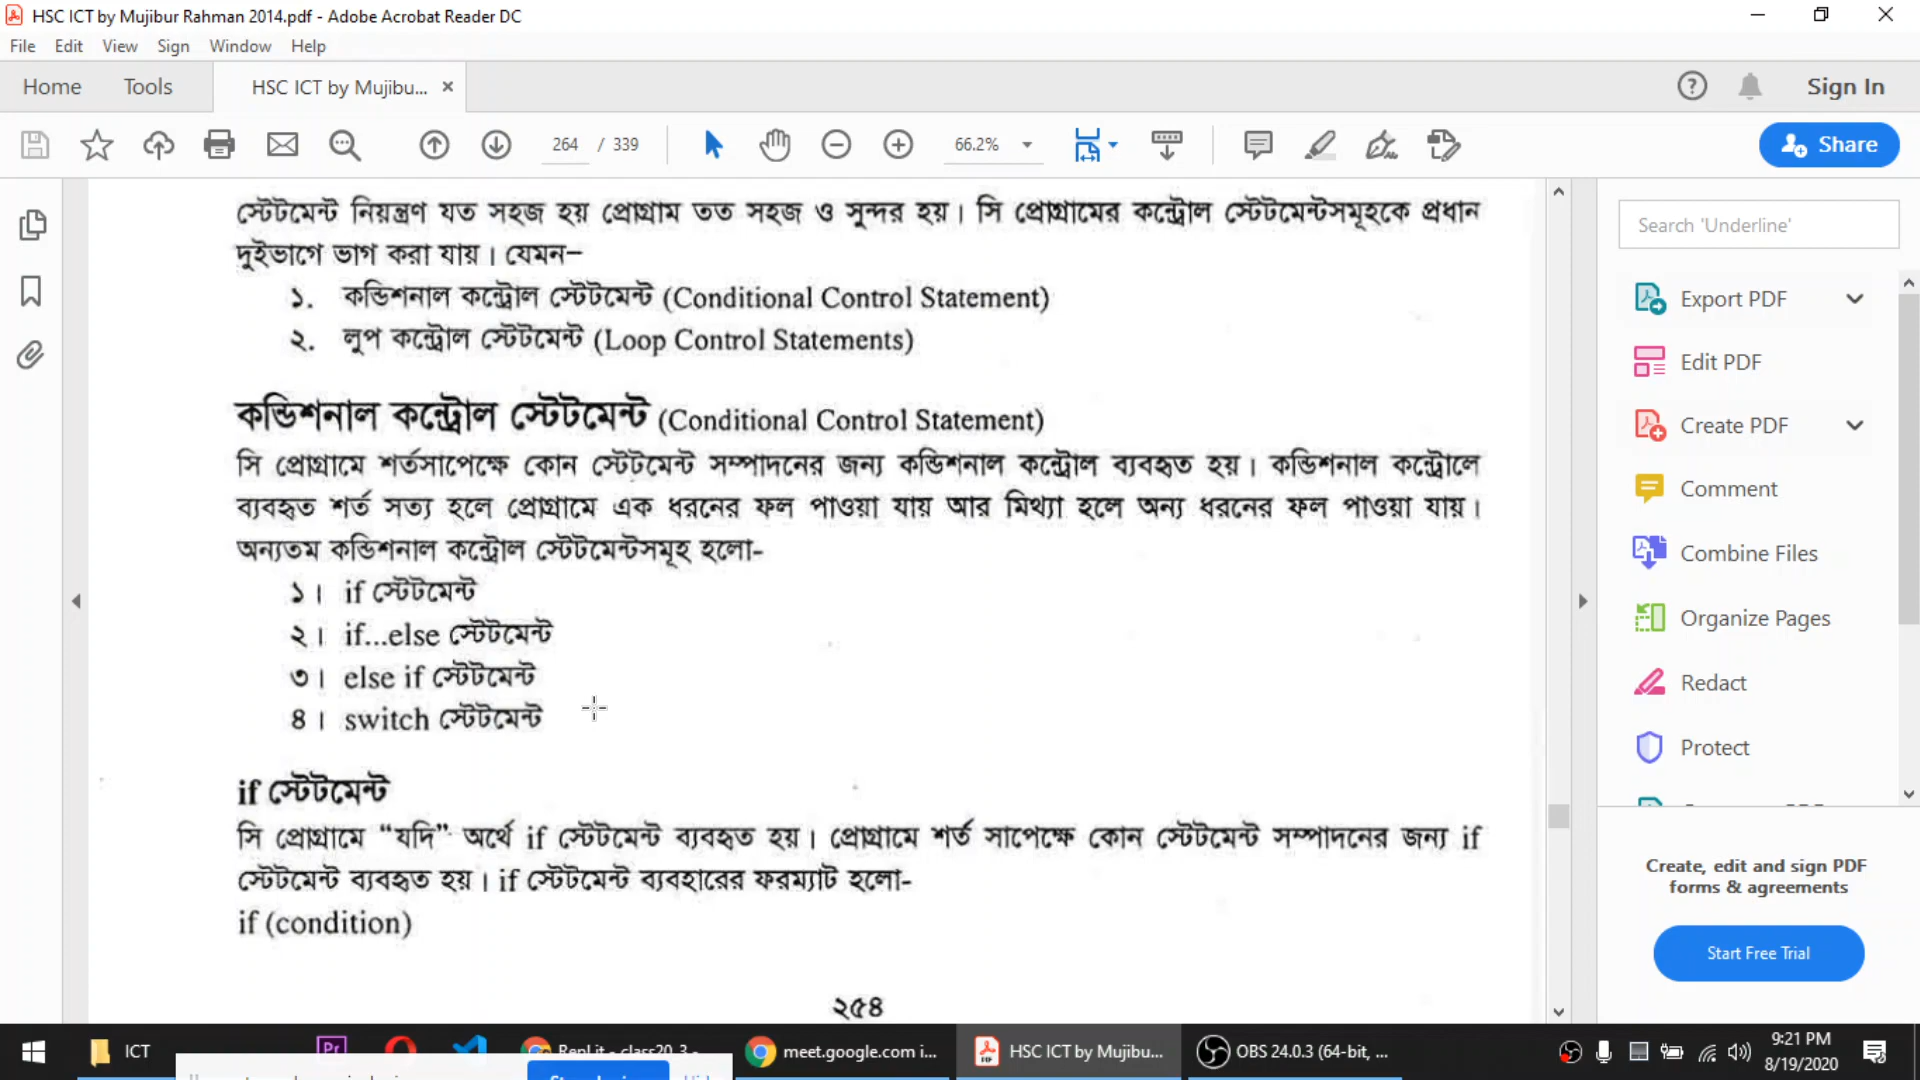 HSC ICT by Mujibur Rahman 2014.pdf - Adobe Acrobat Reader DC
File Edit View Sign Window Help
Home Tools HSC ICT by Mujibu... × Sign In
264 / 339 66.2% Share
স্টেটমেন্ট নিয়ন্ত্রণ যত সহজ হয় প্রোগ্রাম তত সহজ ও সুন্দর হয়। সি প্রোগ্রামের কন্ট্রোল স্টেটমেন্টসমূহকে প্রধান
দুইভাগে ভাগ করা যায়। যেমন–
১. কন্ডিশনাল কন্ট্রোল স্টেটমেন্ট (Conditional Control Statement)
২. লুপ কন্ট্রোল স্টেটমেন্ট (Loop Control Statements)
কন্ডিশনাল কন্ট্রোল স্টেটমেন্ট (Conditional Control Statement)
সি প্রোগ্রামে শর্তসাপেক্ষে কোন স্টেটমেন্ট সম্পাদনের জন্য কন্ডিশনাল কন্ট্রোল ব্যবহৃত হয়। কন্ডিশনাল কন্ট্রোলে
ব্যবহৃত শর্ত সত্য হলে প্রোগ্রামে এক ধরনের ফল পাওয়া যায় আর মিথ্যা হলে অন্য ধরনের ফল পাওয়া যায়।
অন্যতম কন্ডিশনাল কন্ট্রোল স্টেটমেন্টসমূহ হলো-
১। if স্টেটমেন্ট
২। if...else স্টেটমেন্ট
৩। else if স্টেটমেন্ট
৪। switch স্টেটমেন্ট
if স্টেটমেন্ট
সি প্রোগ্রামে “যদি” অর্থে if স্টেটমেন্ট ব্যবহৃত হয়। প্রোগ্রামে শর্ত সাপেক্ষে কোন স্টেটমেন্ট সম্পাদনের জন্য if
স্টেটমেন্ট ব্যবহৃত হয়। if স্টেটমেন্ট ব্যবহারের ফরম্যাট হলো-
if (condition)
২৫৪
Search 'Underline'
Export PDF
Edit PDF
Create PDF
Comment
Combine Files
Organize Pages
Redact
Protect
Create, edit and sign PDF
forms & agreements
Start Free Trial
ICT Pr meet.google.com i... HSC ICT by Mujibu... OBS 24.0.3 (64-bit, ...
9:21 PM
8/19/2020